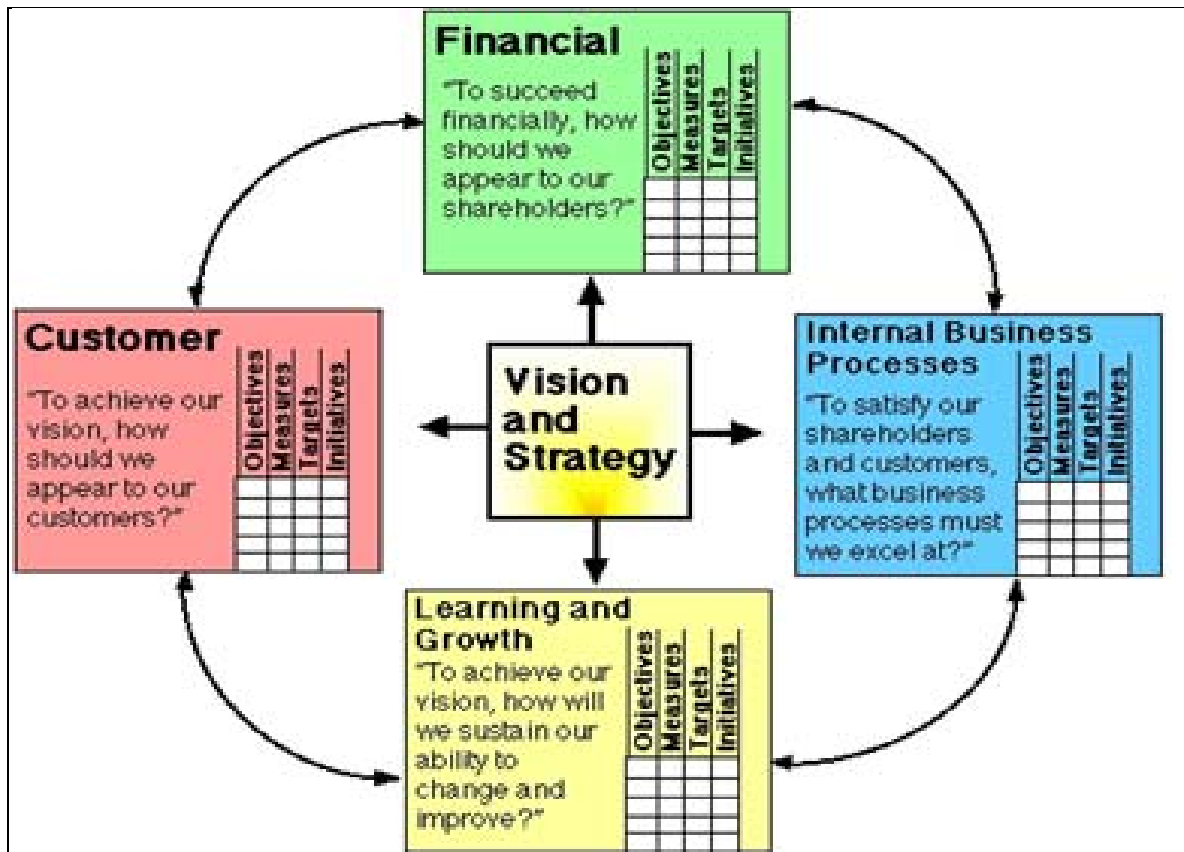 Financial
"To succeed
financially, how
should we
appear to our
shareholders?"
Objectives
Measures
Targets
Initiatives
Customer
"To achieve our
vision, how
should we
appear to our
customers?"
Objectives
Measures
Targets
Initiatives
Vision
and
Strategy
Internal Business
Processes
"To satisfy our
shareholders
and customers,
what business
processes must
we excel at?"
Objectives
Measures
Targets
Initiatives
Learning and
Growth
"To achieve our
vision, how will
we sustain our
ability to
change and
improve?"
Objectives
Measures
Targets
Initiatives